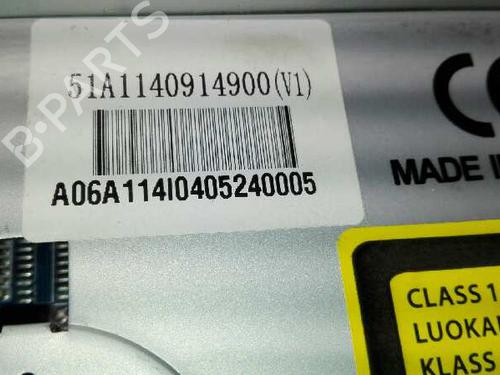 51A1140914900(V1)
A06A114I0405240005
CE
MADE I
CLASS 1
LUOKA
KLASS
B-PARTS